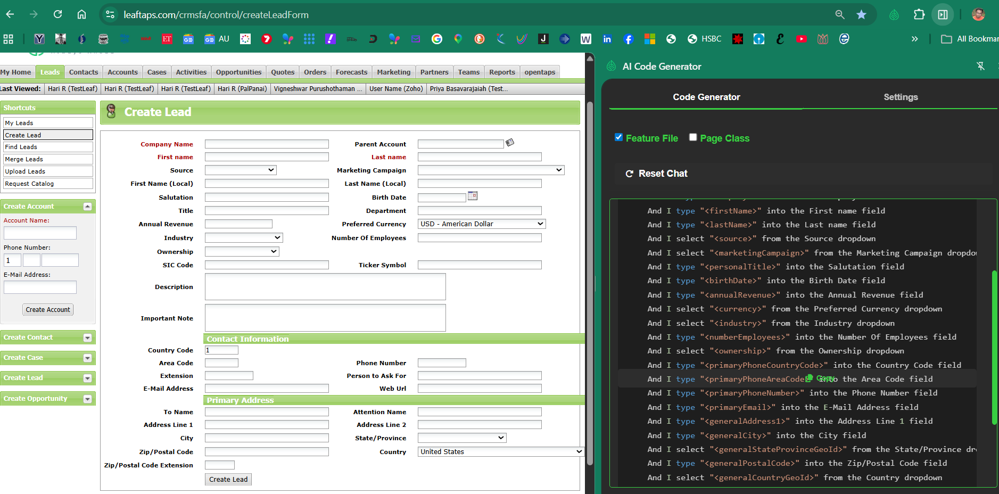 leaftaps.com/crmsfa/control/createLeadForm
AU
HSBC
All Bookmar
My Home
Leads
Contacts
Accounts
Cases
Activities
Opportunities
Quotes
Orders
Forecasts
Marketing
Partners
Teams
Reports
opentaps
Last Viewed:
Hari R (TestLeaf)
Hari R (TestLeaf)
Hari R (TestLeaf)
Hari R (PalPanai)
Vigneshwar Purushothaman ...
User Name (Zoho)
Priya Basavarajaiah (Test...
Shortcuts
My Leads
Create Lead
Find Leads
Merge Leads
Upload Leads
Request Catalog
Create Account
Account Name:
Phone Number:
1
E-Mail Address:
Create Account
Create Contact
Create Case
Create Lead
Create Opportunity
Create Lead
Company Name
Parent Account
First name
Last name
Source
Marketing Campaign
First Name (Local)
Last Name (Local)
Salutation
Birth Date
Title
Department
Annual Revenue
Preferred Currency
USD - American Dollar
Industry
Number Of Employees
Ownership
SIC Code
Ticker Symbol
Description
Important Note
Contact Information
Country Code
1
Area Code
Phone Number
Extension
Person to Ask For
E-Mail Address
Web Url
Primary Address
To Name
Attention Name
Address Line 1
Address Line 2
City
State/Province
Zip/Postal Code
Country
United States
Zip/Postal Code Extension
Create Lead
AI Code Generator
Code Generator
Settings
Feature File
Page Class
Reset Chat
And I type "<firstName>" into the First name field
And I type "<lastName>" into the Last name field
And I select "<source>" from the Source dropdown
And I select "<marketingCampaign>" from the Marketing Campaign dropdow
And I type "<personalTitle>" into the Salutation field
And I type "<birthDate>" into the Birth Date field
And I type "<annualRevenue>" into the Annual Revenue field
And I select "<currency>" from the Preferred Currency dropdown
And I select "<industry>" from the Industry dropdown
And I type "<numberEmployees>" into the Number Of Employees field
And I select "<ownership>" from the Ownership dropdown
And I type "<primaryPhoneCountryCode>" into the Country Code field
And I type "<primaryPhoneAreaCode>" into the Area Code field
Copy
And I type "<primaryPhoneNumber>" into the Phone Number field
And I type "<primaryEmail>" into the E-Mail Address field
And I type "<generalAddress1>" into the Address Line 1 field
And I type "<generalCity>" into the City field
And I select "<generalStateProvinceGeoId>" from the State/Province dr
And I type "<generalPostalCode>" into the Zip/Postal Code field
And I select "<generalCountryGeoId>" from the Country dropdown